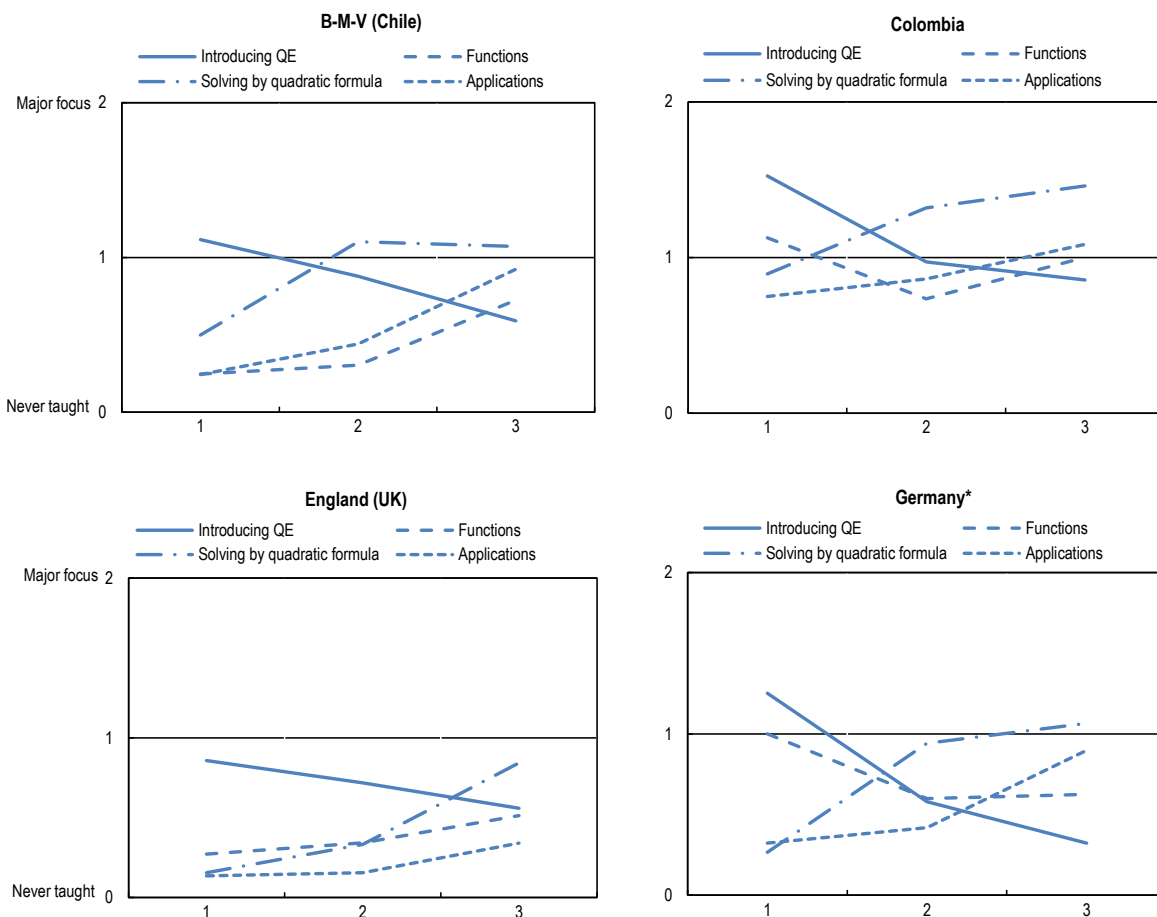 B-M-V (Chile)
Introducing QE
Functions
Solving by quadratic formula
Applications
Major focus
2
1
Never taught
0
1
2
3
Colombia
Introducing QE
Functions
Solving by quadratic formula
Applications
2
1
0
1
2
3
England (UK)
Introducing QE
Functions
Solving by quadratic formula
Applications
Major focus
2
1
Never taught
0
1
2
3
Germany*
Introducing QE
Functions
Solving by quadratic formula
Applications
2
1
0
1
2
3